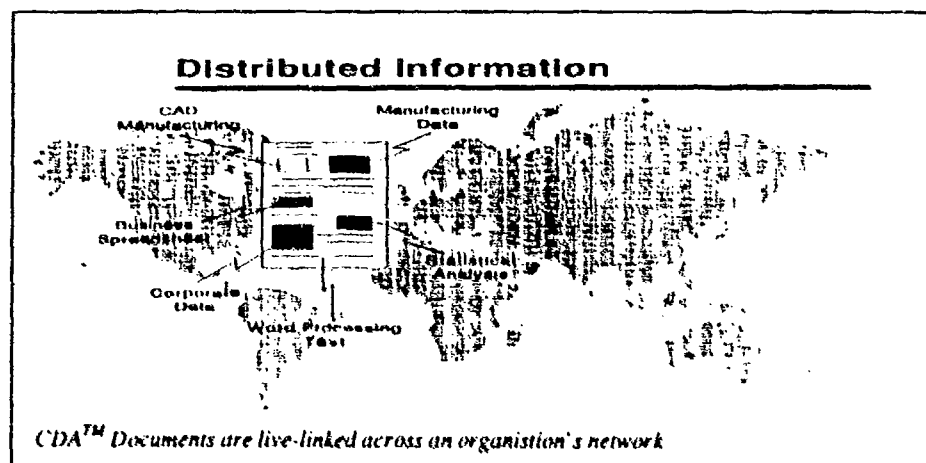 Distributed Information
CAD
Manufacturing
Manufacturing
Data
Business
Spreadsheet
Statistical
Analysis
Corporate
Data
Word Processing
Text
CDA™ Documents are live-linked across an organistion's network